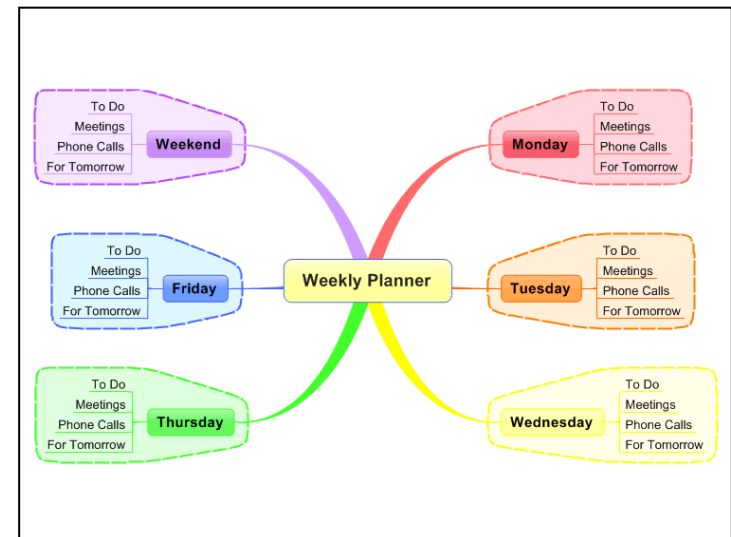 Weekly Planner
Monday
To Do
Meetings
Phone Calls
For Tomorrow
Tuesday
To Do
Meetings
Phone Calls
For Tomorrow
Wednesday
To Do
Meetings
Phone Calls
For Tomorrow
Thursday
To Do
Meetings
Phone Calls
For Tomorrow
Friday
To Do
Meetings
Phone Calls
For Tomorrow
Weekend
To Do
Meetings
Phone Calls
For Tomorrow